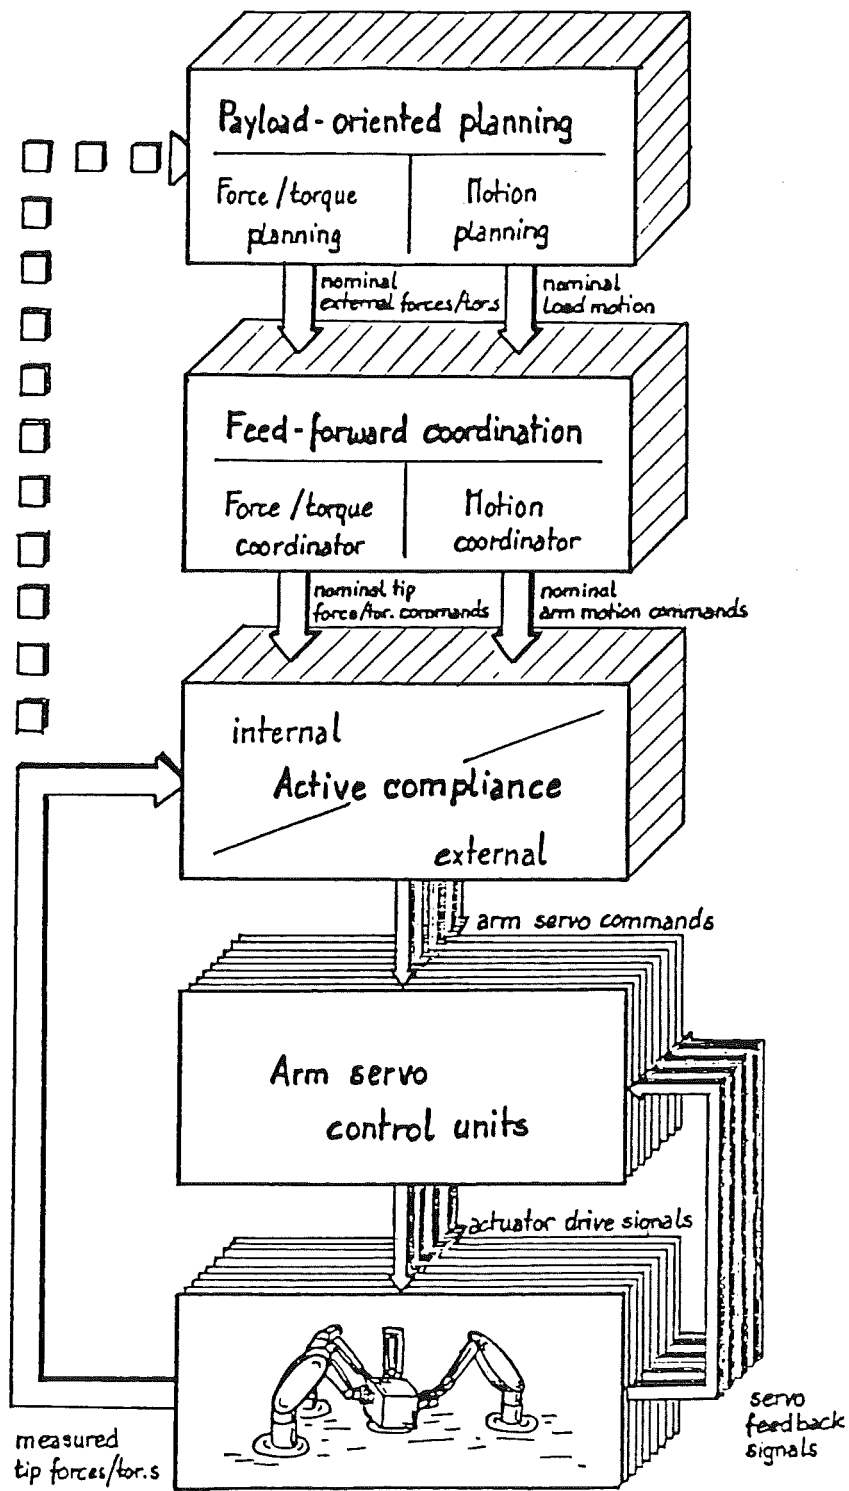 Payload-oriented planning
Force/torque
planning
Motion
planning
nominal
external forces/tor.s
nominal
load motion
Feed-forward coordination
Force/torque
coordinator
Motion
coordinator
nominal tip
force/tor. commands
nominal
arm motion commands
internal
Active compliance
external
arm servo commands
Arm servo
control units
actuator drive signals
measured
tip forces/tor.s
servo
feedback
signals